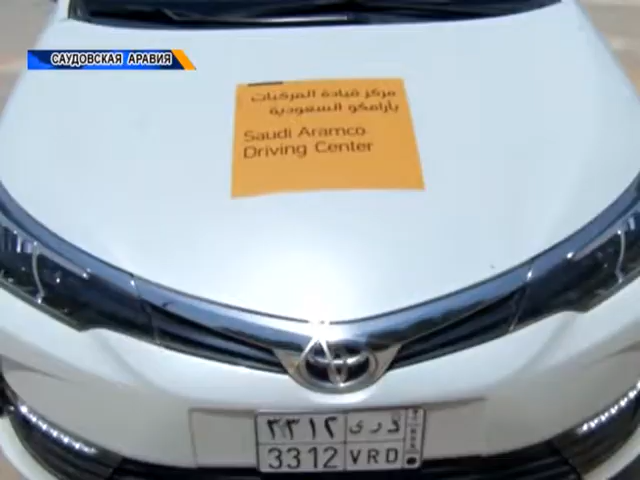 САУДОВСКАЯ АРАВИЯ
مركز قيادة المركبات
بأرامكو السعودية
Saudi Aramco
Driving Center
٣٣١٢ د ر ى
3312 VRD